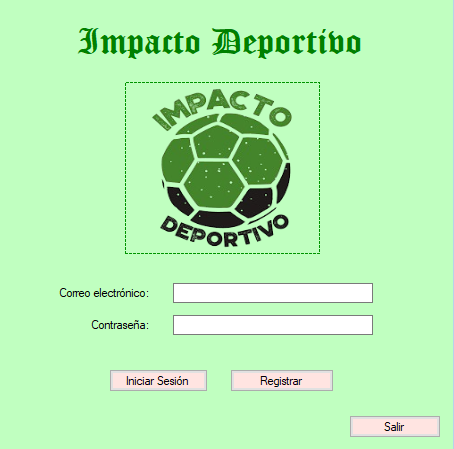 Impacto Deportivo
IMPACTO
DEPORTIVO
Correo electrónico:
Contraseña:
Iniciar Sesión
Registrar
Salir